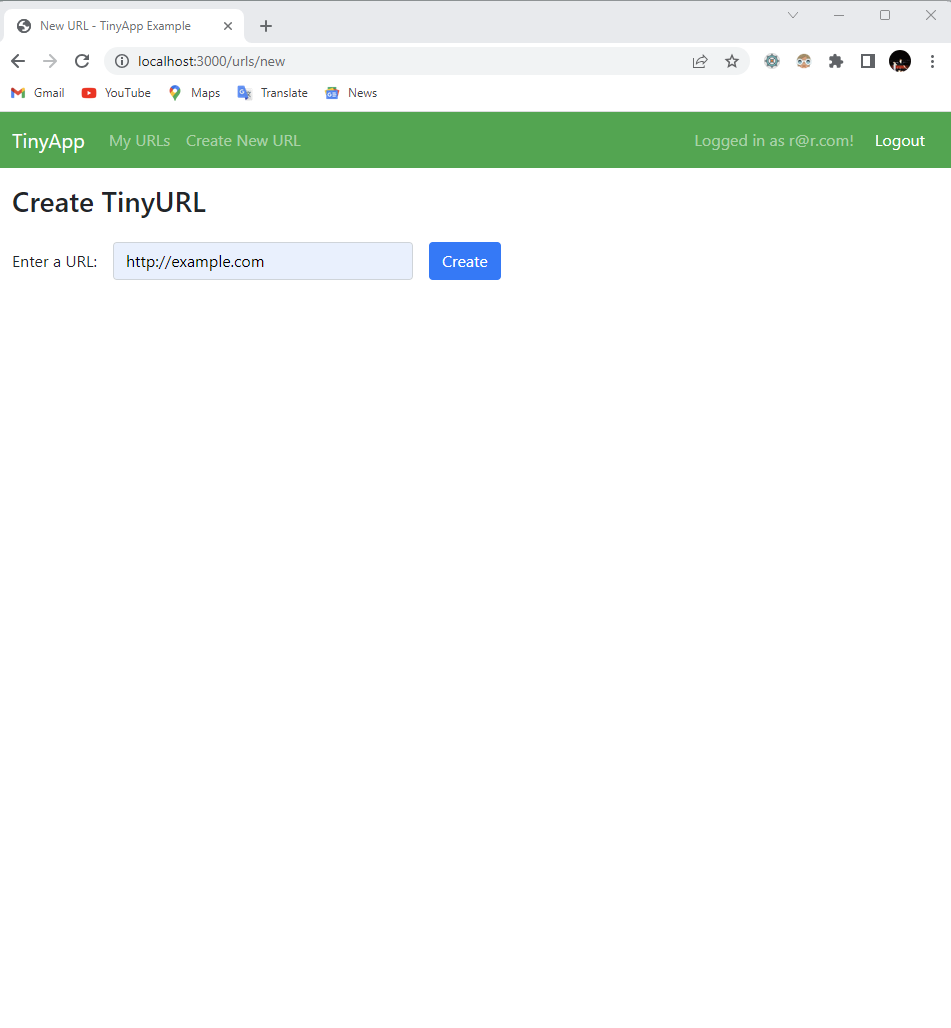 New URL - TinyApp Example
localhost:3000/urls/new
Gmail YouTube Maps Translate News
TinyApp My URLs Create New URL Logged in as r@r.com! Logout
Create TinyURL
Enter a URL: http://example.com Create